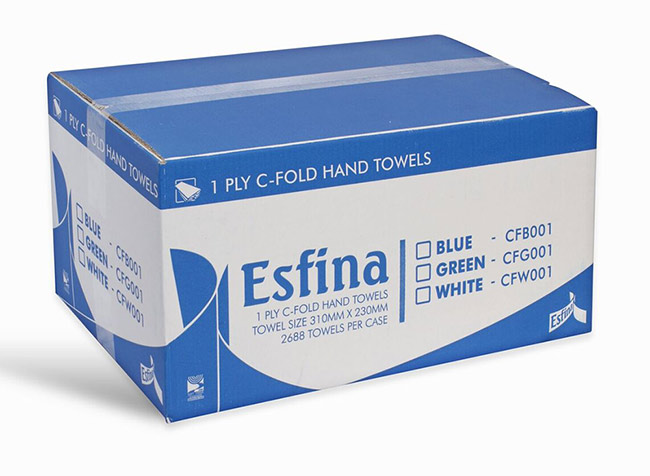 1 PLY C-FOLD HAND TOWELS
BLUE - CFB001
GREEN - CFG001
WHITE - CFW001
Esfina
1 PLY C-FOLD HAND TOWELS
Esfina
1 PLY C-FOLD HAND TOWELS
TOWEL SIZE 310MM X 230MM
2688 TOWELS PER CASE
BLUE - CFB001
GREEN - CFG001
WHITE - CFW001
Esfina